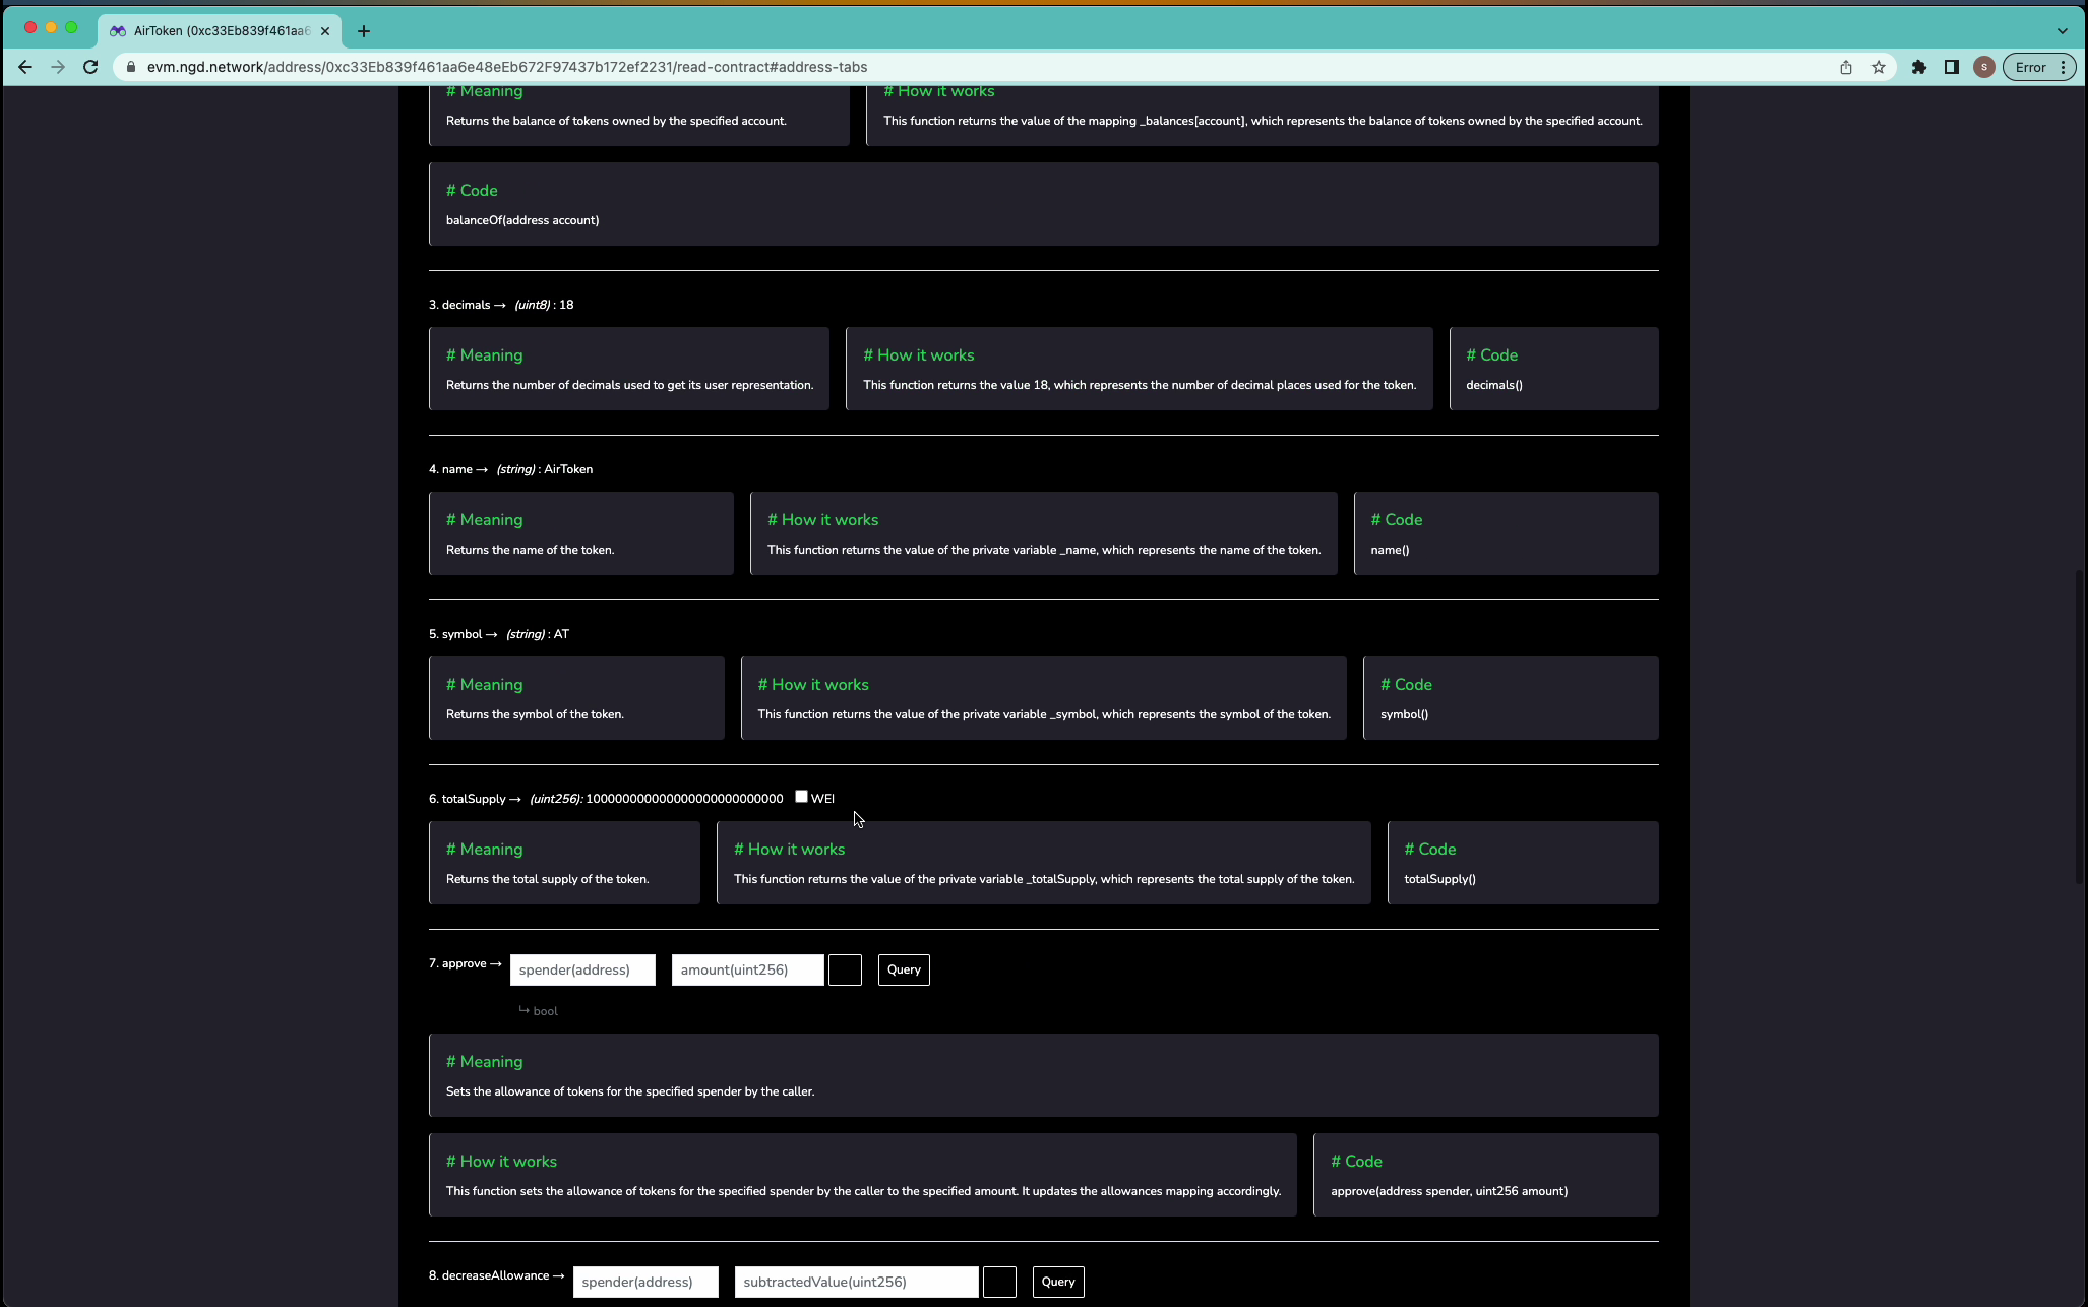 AirToken (0xc33Eb839f461aa6
evm.ngd.network/address/0xc33Eb839f461aa6e48eEb672F97437b172ef2231/read-contract#address-tabs
S
Error
# Meaning
# How it works
Returns the balance of tokens owned by the specified account.
This function returns the value of the mapping _balances[account], which represents the balance of tokens owned by the specified account.
# Code
balanceOf(address account)
3. decimals → (uint8) : 18
# Meaning
# How it works
# Code
Returns the number of decimals used to get its user representation.
This function returns the value 18, which represents the number of decimal places used for the token.
decimals()
4. name → (string) : AirToken
# Meaning
# How it works
# Code
Returns the name of the token.
This function returns the value of the private variable _name, which represents the name of the token.
name()
5. symbol → (string) : AT
# Meaning
# How it works
# Code
Returns the symbol of the token.
This function returns the value of the private variable _symbol, which represents the symbol of the token.
symbol()
6. totalSupply → (uint256): WEI
# Meaning
# How it works
# Code
Returns the total supply of the token.
This function returns the value of the private variable _totalSupply, which represents the total supply of the token.
totalSupply()
7. approve → spender(address) amount(uint256) Query
↳ bool
# Meaning
Sets the allowance of tokens for the specified spender by the caller.
# How it works
# Code
This function sets the allowance of tokens for the specified spender by the caller to the specified amount. It updates the allowances mapping accordingly.
approve(address spender, uint256 amount)
8. decreaseAllowance → spender(address) subtractedValue(uint256) Query